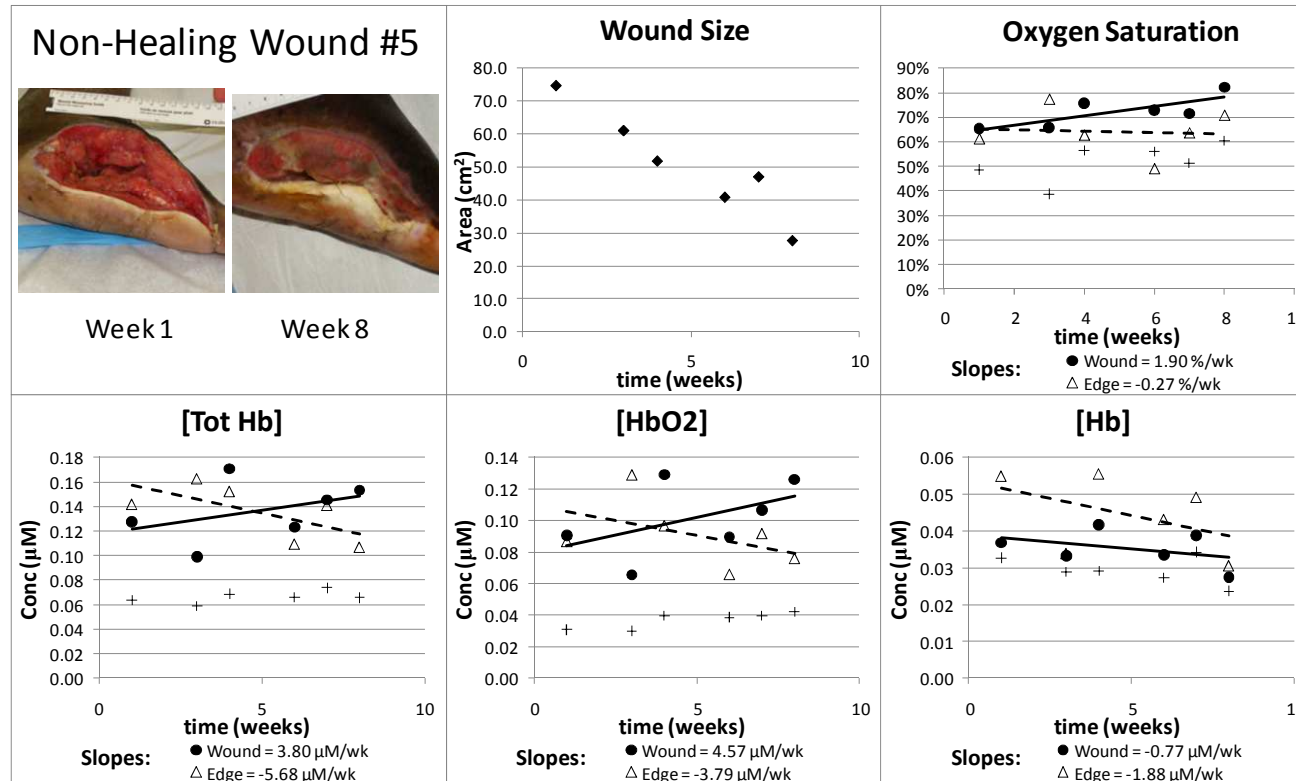 Non-Healing Wound #5
Week 1
Week 8
Wound Size
Area (cm²)
80.0
70.0
60.0
50.0
40.0
30.0
20.0
10.0
0.0
0 5 10
time (weeks)
Oxygen Saturation
90%
80%
70%
60%
50%
40%
30%
20%
10%
0%
0 2 4 6 8 1
time (weeks)
Slopes:
Wound = 1.90 %/wk
Edge = -0.27 %/wk
[Tot Hb]
Conc (µM)
0.18
0.16
0.14
0.12
0.10
0.08
0.06
0.04
0.02
0.00
0 5 10
time (weeks)
Slopes:
Wound = 3.80 µM/wk
Edge = -5.68 µM/wk
[HbO2]
Conc (µM)
0.14
0.12
0.10
0.08
0.06
0.04
0.02
0.00
0 5 10
time (weeks)
Slopes:
Wound = 4.57 µM/wk
Edge = -3.79 µM/wk
[Hb]
Conc (µM)
0.06
0.05
0.04
0.03
0.02
0.01
0.00
0 5 1
time (weeks)
Slopes:
Wound = -0.77 µM/wk
Edge = -1.88 µM/wk